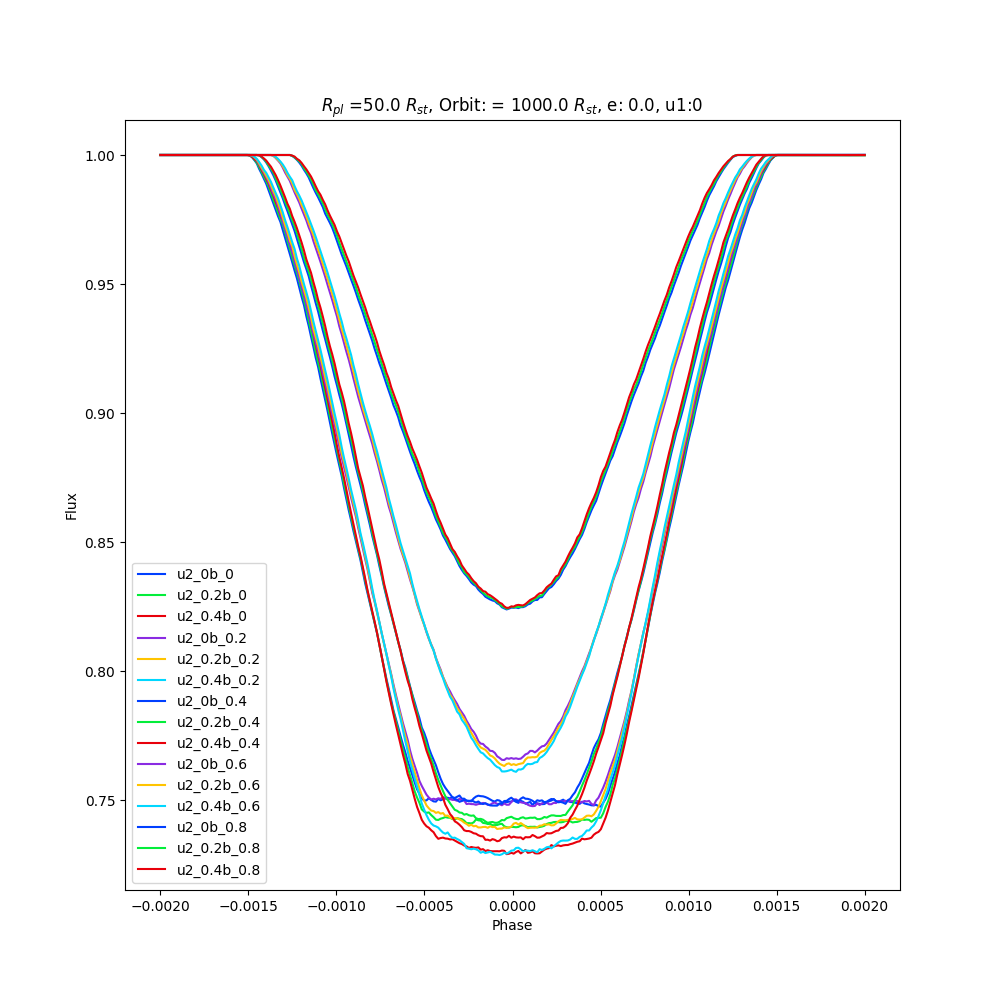 R_pl =50.0 R_st, Orbit: = 1000.0 R_st, e: 0.0, u1:0
1.00
0.95
0.90
0.85
0.80
0.75
Flux
u2_0b_0
u2_0.2b_0
u2_0.4b_0
u2_0b_0.2
u2_0.2b_0.2
u2_0.4b_0.2
u2_0b_0.4
u2_0.2b_0.4
u2_0.4b_0.4
u2_0b_0.6
u2_0.2b_0.6
u2_0.4b_0.6
u2_0b_0.8
u2_0.2b_0.8
u2_0.4b_0.8
−0.0020 −0.0015 −0.0010 −0.0005 0.0000 0.0005 0.0010 0.0015 0.0020
Phase